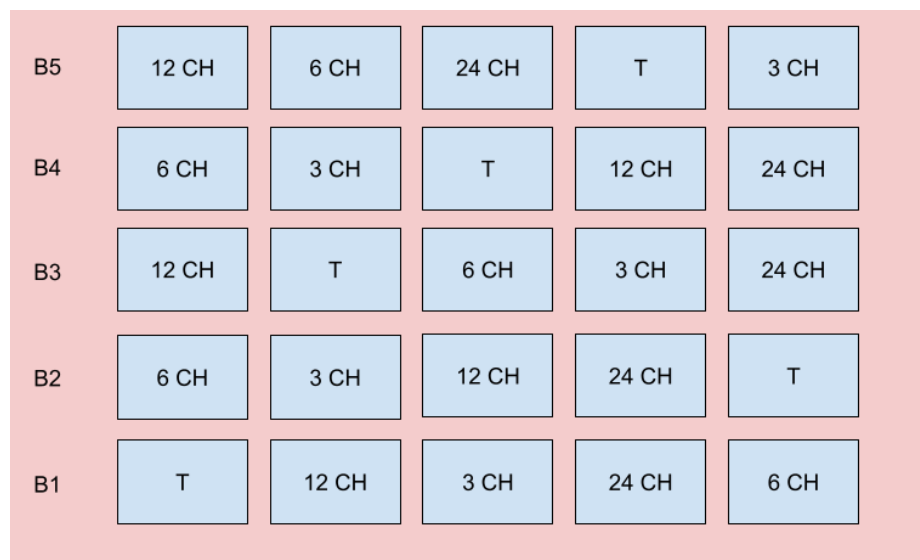 B5 12 CH 6 CH 24 CH T 3 CH
B4 6 CH 3 CH T 12 CH 24 CH
B3 12 CH T 6 CH 3 CH 24 CH
B2 6 CH 3 CH 12 CH 24 CH T
B1 T 12 CH 3 CH 24 CH 6 CH